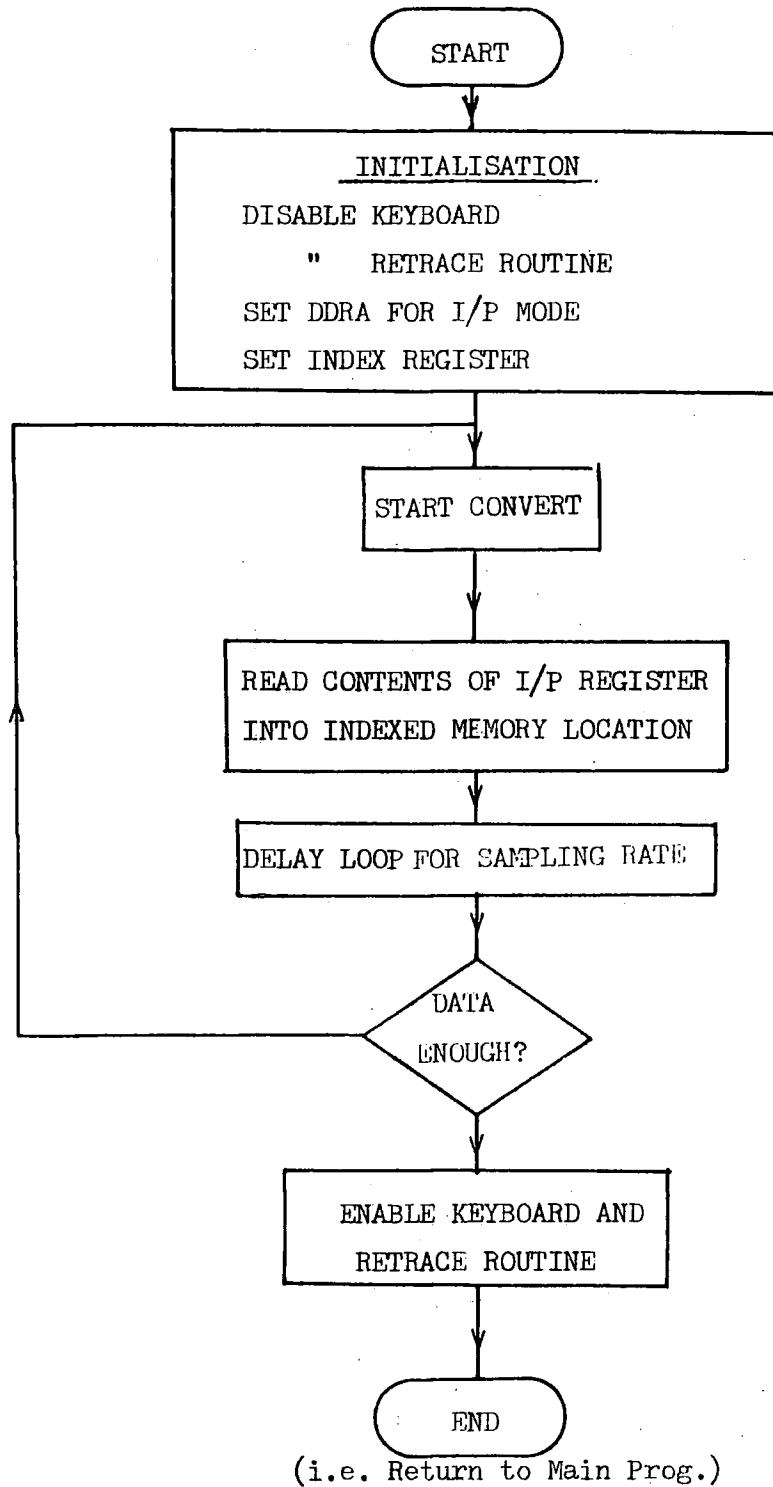 START
INITIALISATION
DISABLE KEYBOARD
" RETRACE ROUTINE
SET DDRA FOR I/P MODE
SET INDEX REGISTER
START CONVERT
READ CONTENTS OF I/P REGISTER
INTO INDEXED MEMORY LOCATION
DELAY LOOP FOR SAMPLING RATE
DATA
ENOUGH?
ENABLE KEYBOARD AND
RETRACE ROUTINE
END
(i.e. Return to Main Prog.)